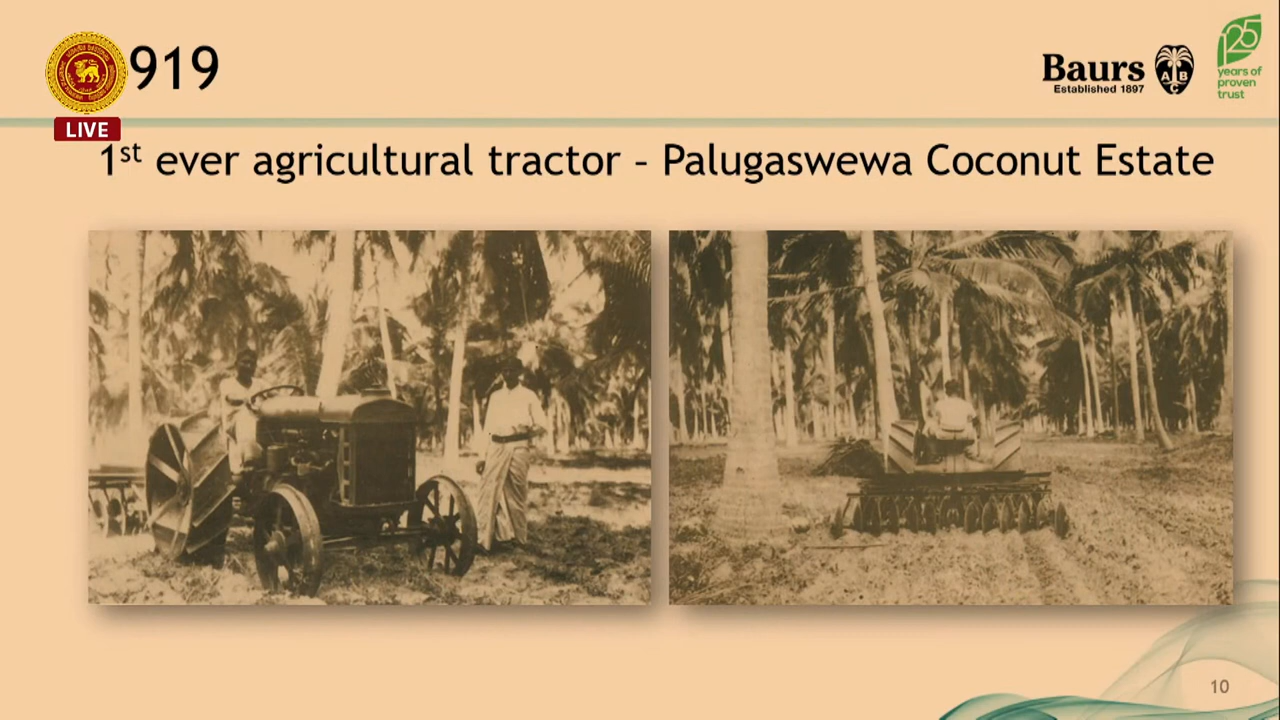 919
LIVE
Baurs
Established 1897
A B C
125
years of
proven
trust
1st ever agricultural tractor – Palugaswewa Coconut Estate
10